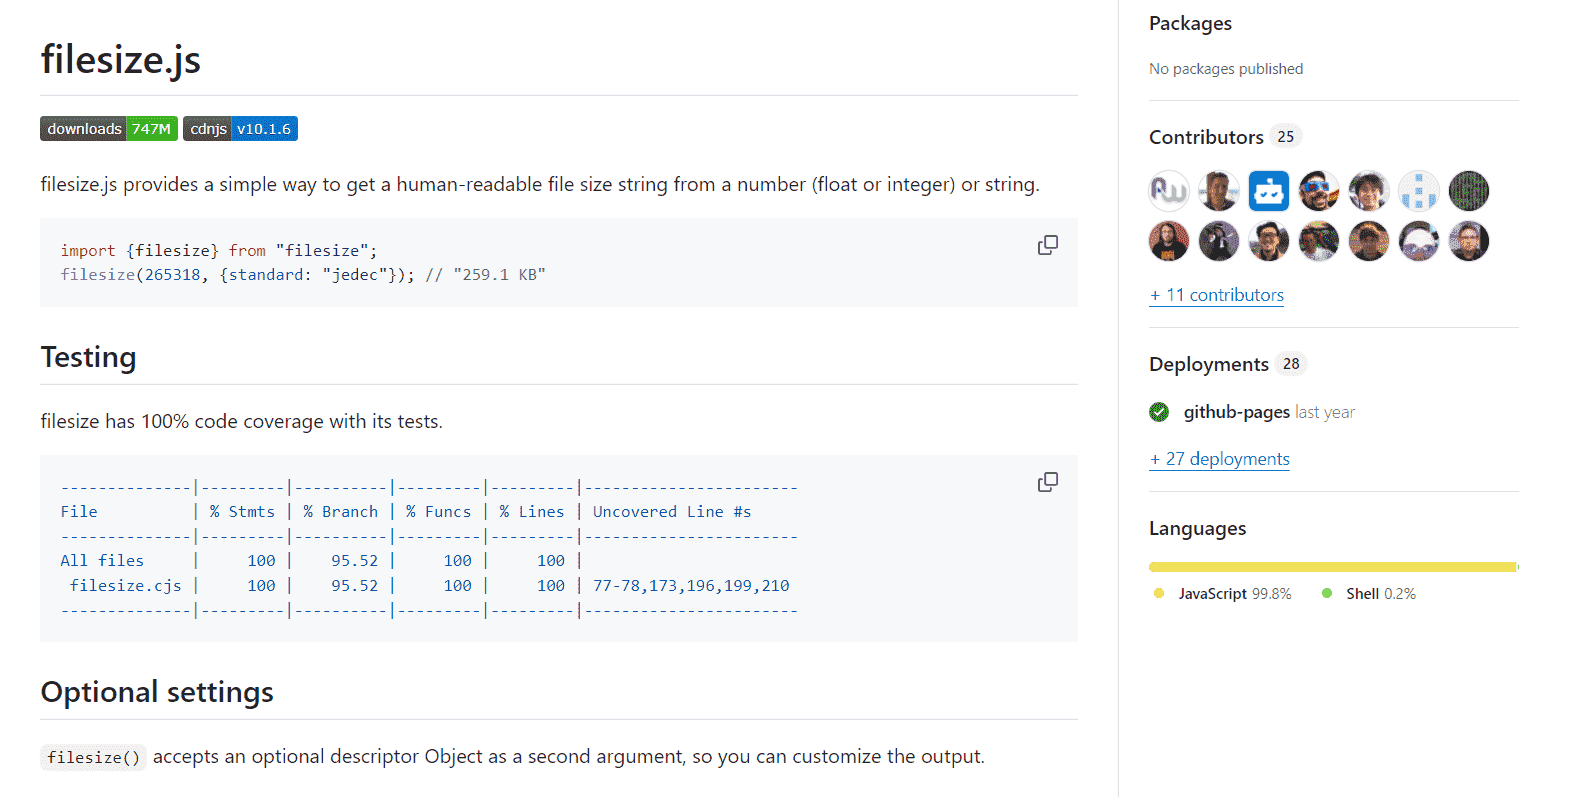 filesize.js
downloads 747M cdnjs v10.1.6
filesize.js provides a simple way to get a human-readable file size string from a number (float or integer) or string.
import {filesize} from "filesize";
filesize(265318, {standard: "jedec"}); // "259.1 KB"
Testing
filesize has 100% code coverage with its tests.
--------------|---------|----------|---------|---------|-----------------------
File          | % Stmts | % Branch | % Funcs | % Lines | Uncovered Line #s
--------------|---------|----------|---------|---------|-----------------------
All files     |     100 |    95.52 |     100 |     100 |
 filesize.cjs |     100 |    95.52 |     100 |     100 | 77-78,173,196,199,210
--------------|---------|----------|---------|---------|-----------------------
Optional settings
filesize() accepts an optional descriptor Object as a second argument, so you can customize the output.
Packages
No packages published
Contributors 25
+ 11 contributors
Deployments 28
github-pages last year
+ 27 deployments
Languages
JavaScript 99.8% Shell 0.2%